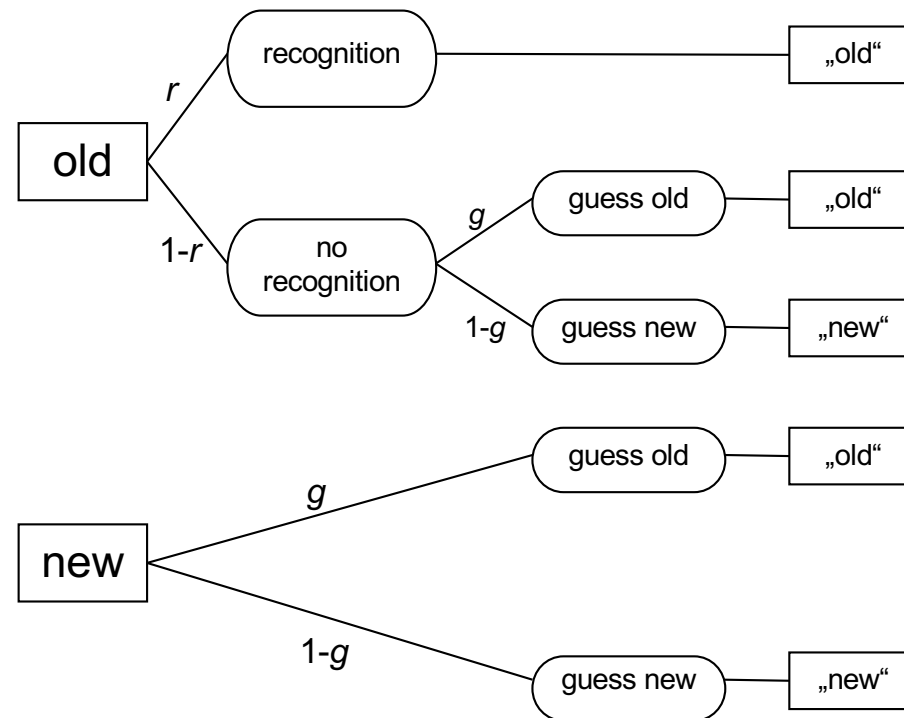 recognition
„old“
r
old
guess old
„old“
g
1-r
no
recognition
1-g
guess new
„new“
guess old
„old“
g
new
1-g
guess new
„new“